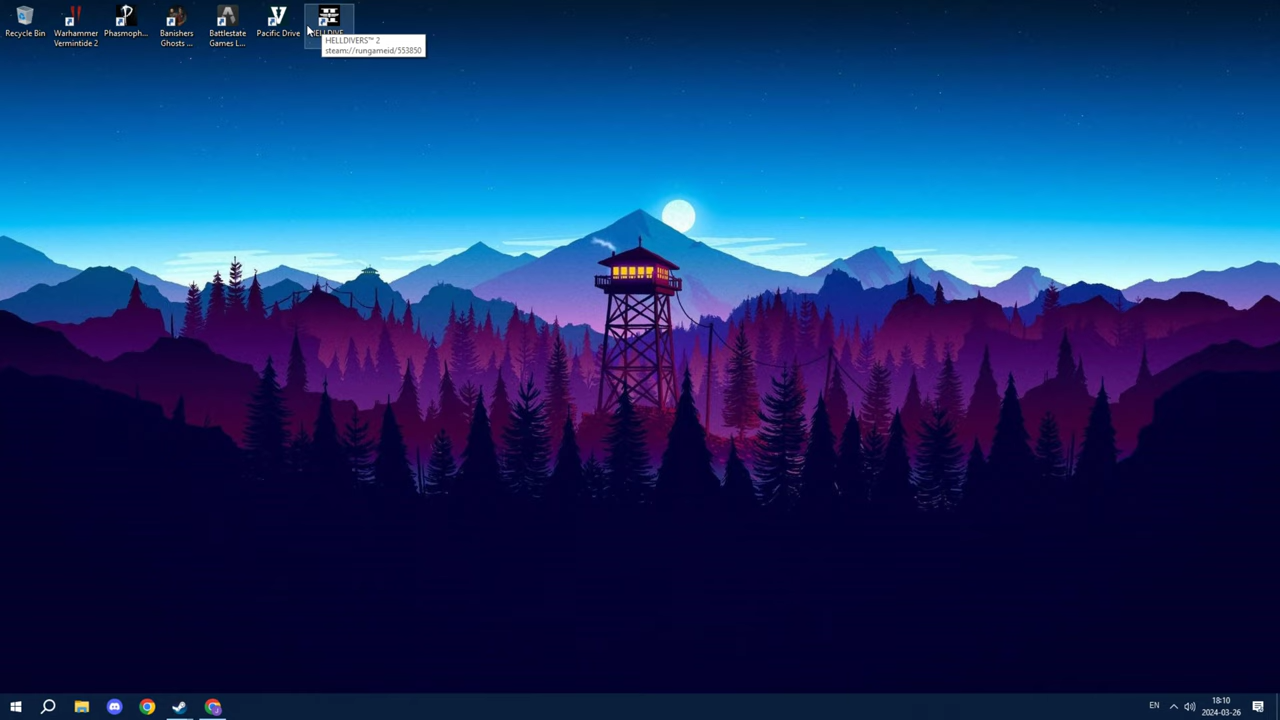 Recycle Bin
Warhammer
Vermintide 2
Phasmoph...
Banishers
Ghosts ...
Battlestate
Games L...
Pacific Drive
HELLDIVE...
HELLDIVERS™ 2
steam://rungameid/553850
EN
18:10
2024-03-26